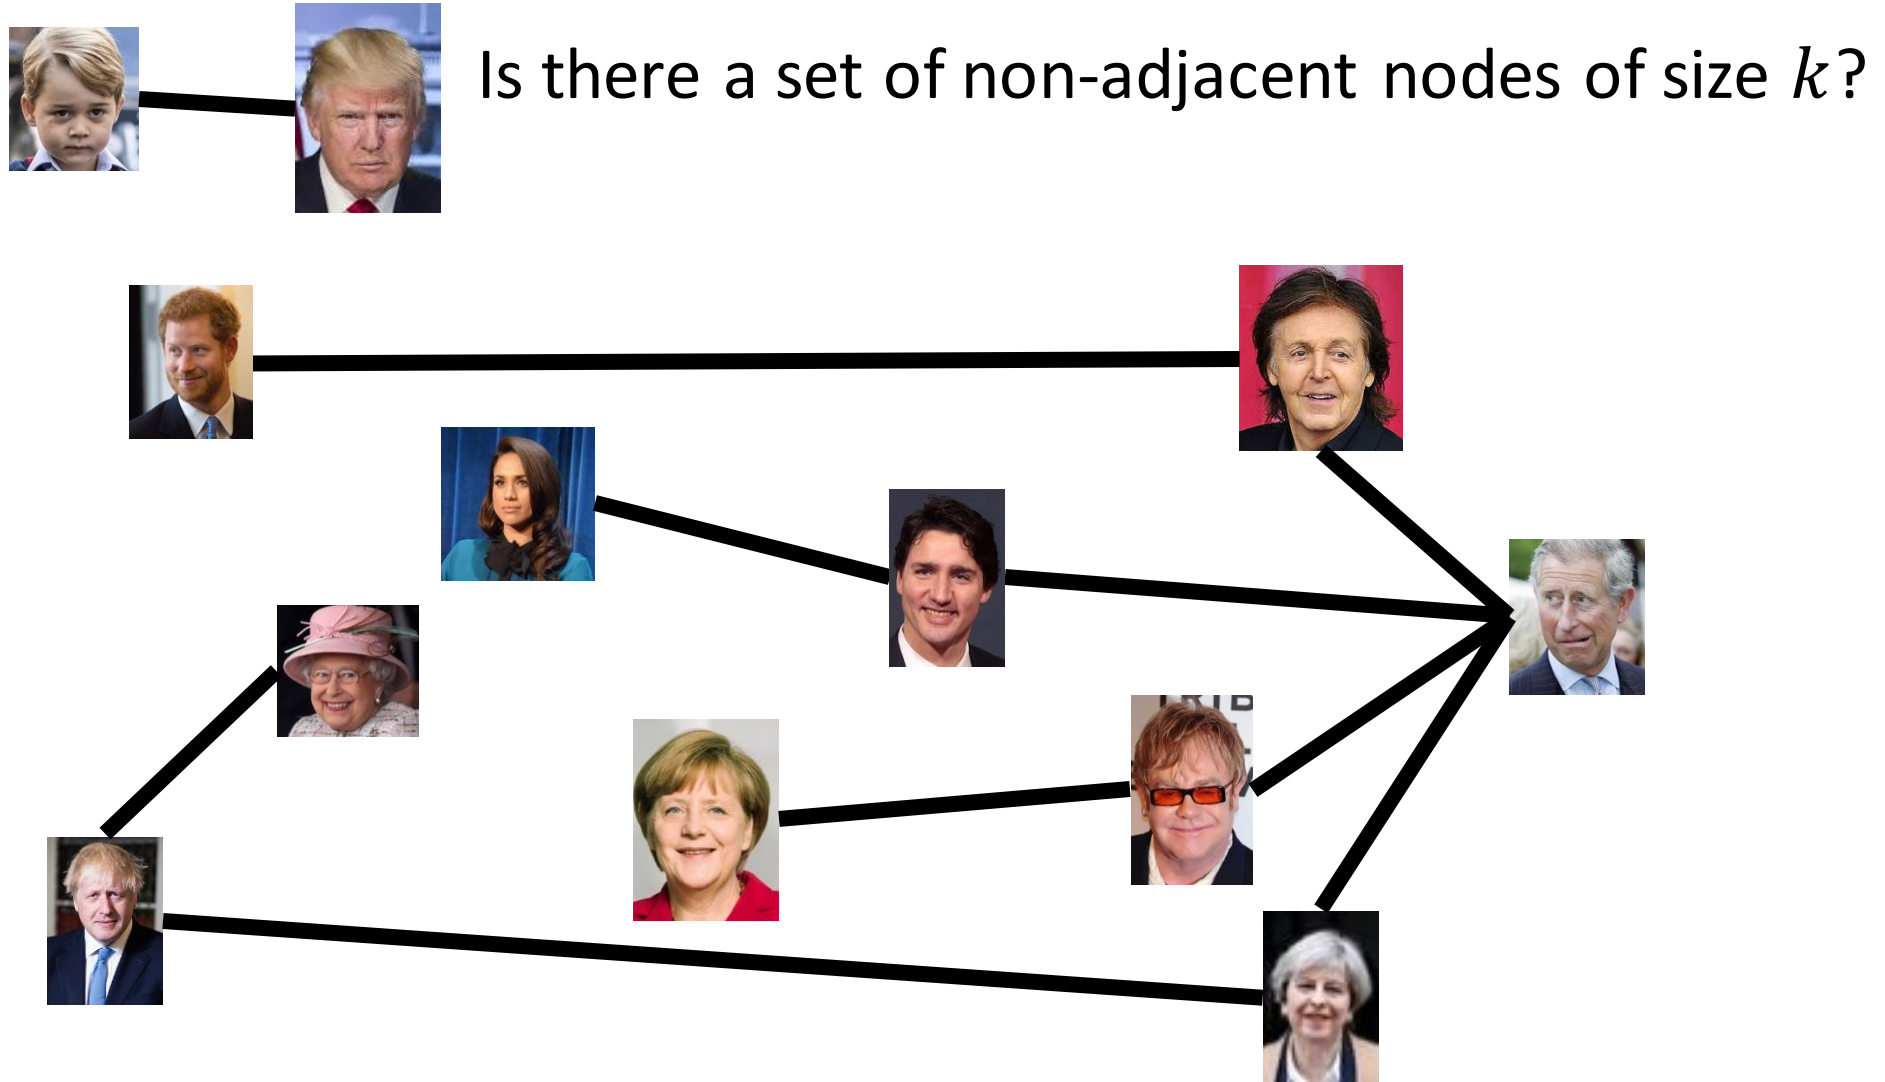 Is there a set of non-adjacent nodes of size k?